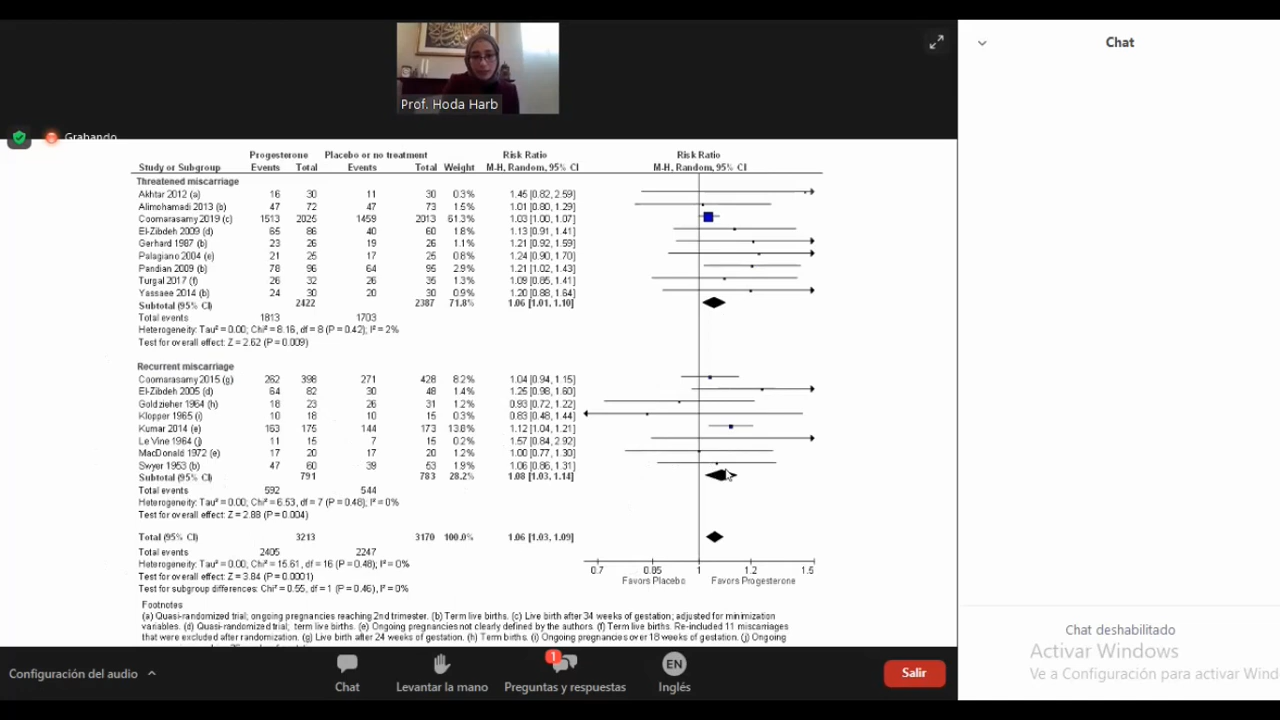 Chat
Prof. Hoda Harb
Grabando
Progesterone Placebo or no treatment Risk Ratio Risk Ratio
Study or Subgroup Events Total Events Total Weight M-H, Random, 95% CI M-H, Random, 95% CI
Threatened miscarriage
Akhtar 2012 (a) 16 30 11 30 0.3% 1.45 [0.82, 2.59]
Alimohamadi 2013 (b) 47 72 47 73 1.5% 1.01 [0.80, 1.29]
Coomarasamy 2019 (c) 1513 2025 1459 2013 61.3% 1.03 [1.00, 1.07]
El-Zibdeh 2009 (d) 65 86 40 60 1.8% 1.13 [0.91, 1.41]
Gerhard 1987 (b) 23 26 19 26 1.1% 1.21 [0.92, 1.59]
Palagiano 2004 (e) 21 25 17 25 0.8% 1.24 [0.90, 1.70]
Pandian 2009 (b) 78 96 64 95 2.9% 1.21 [1.02, 1.43]
Turgal 2017 (f) 26 32 26 35 1.3% 1.09 [0.85, 1.41]
Yassaee 2014 (b) 24 30 20 30 0.9% 1.20 [0.88, 1.64]
Subtotal (95% CI) 2422 2387 71.8% 1.06 [1.01, 1.10]
Total events 1813 1703
Heterogeneity: Tau² = 0.00; Chi² = 8.16, df = 8 (P = 0.42); I² = 2%
Test for overall effect: Z = 2.62 (P = 0.009)
Recurrent miscarriage
Coomarasamy 2015 (g) 262 398 271 428 8.2% 1.04 [0.94, 1.15]
El-Zibdeh 2005 (d) 64 82 30 48 1.4% 1.25 [0.98, 1.60]
Goldzieher 1964 (h) 18 23 26 31 1.1% 0.93 [0.72, 1.22]
Klopper 1965 (i) 10 18 10 15 0.3% 0.83 [0.48, 1.44]
Kumar 2014 (e) 163 175 144 173 13.8% 1.12 [1.04, 1.21]
Le Vine 1964 (j) 11 15 7 15 0.2% 1.57 [0.84, 2.92]
MacDonald 1972 (e) 17 20 17 20 1.2% 1.00 [0.77, 1.30]
Swyer 1953 (b) 47 60 39 53 1.9% 1.06 [0.86, 1.31]
Subtotal (95% CI) 791 783 28.2% 1.08 [1.03, 1.14]
Total events 592 544
Heterogeneity: Tau² = 0.00; Chi² = 6.53, df = 7 (P = 0.48); I² = 0%
Test for overall effect: Z = 2.88 (P = 0.004)
Total (95% CI) 3213 3170 100.0% 1.06 [1.03, 1.09]
Total events 2405 2247
Heterogeneity: Tau² = 0.00; Chi² = 15.61, df = 16 (P = 0.48); I² = 0%
Test for overall effect: Z = 3.84 (P = 0.0001)
Test for subgroup differences: Chi² = 0.55, df = 1 (P = 0.46), I² = 0%
0.7 0.85 1 1.2 1.5
Favors Placebo Favors Progesterone
Footnotes
(a) Quasi-randomized trial; ongoing pregnancies reaching 2nd trimester. (b) Term live births. (c) Live birth after 34 weeks of gestation; adjusted for minimization
variables. (d) Quasi-randomized trial; term live births. (e) Ongoing pregnancies not clearly defined by the authors. (f) Term live births. Re-included 11 miscarriages
that were excluded after randomization. (g) Live birth after 24 weeks of gestation. (h) Term births. (i) Ongoing pregnancies over 18 weeks of gestation. (j) Ongoing
Chat deshabilitado
Activar Windows
Ve a Configuración para activar Wind
Configuración del audio
Chat
Levantar la mano
1
Preguntas y respuestas
EN
Inglés
Salir